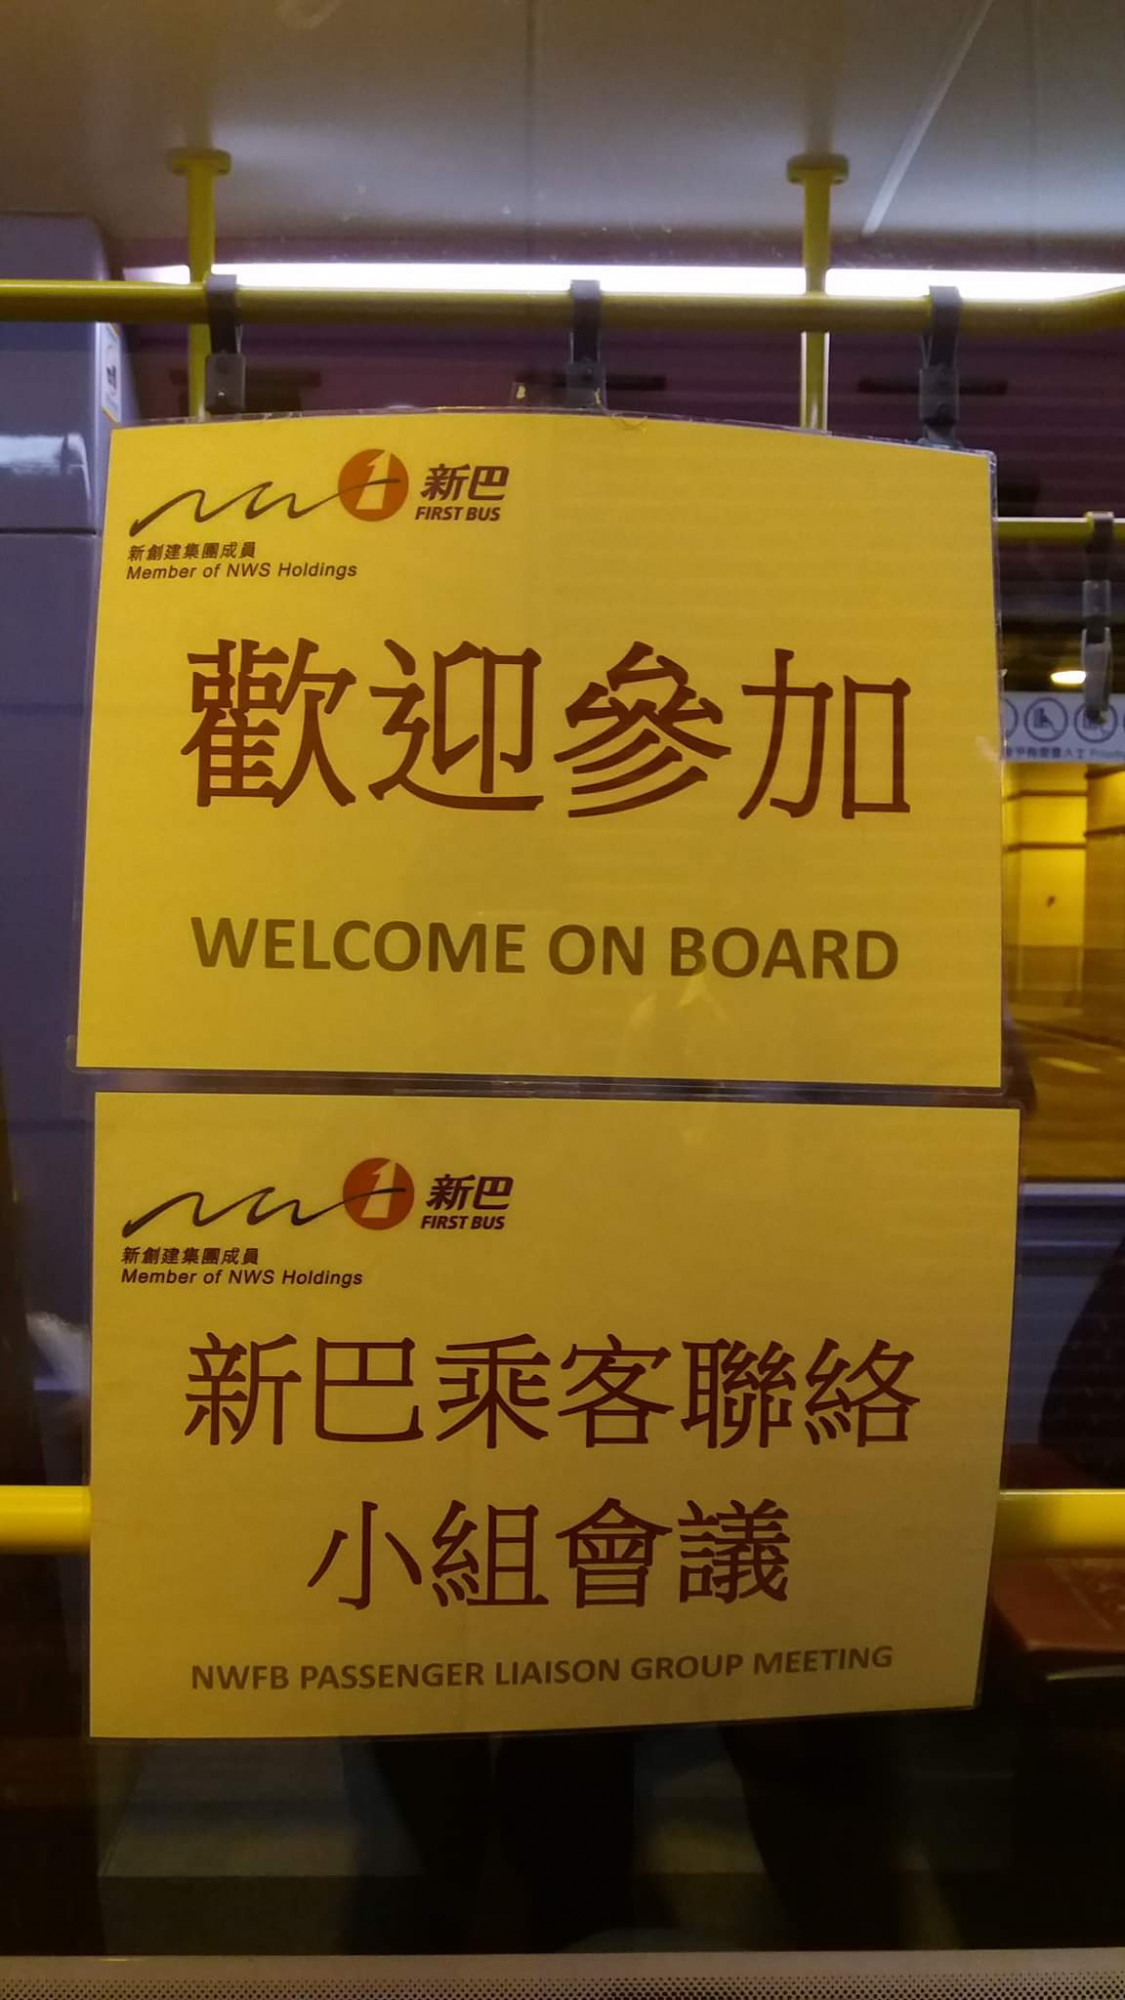 新巴
FIRST BUS
新創建集團成員
Member of NWS Holdings
歡迎參加
WELCOME ON BOARD
新巴
FIRST BUS
新創建集團成員
Member of NWS Holdings
新巴乘客聯絡
小組會議
NWFB PASSENGER LIAISON GROUP MEETING